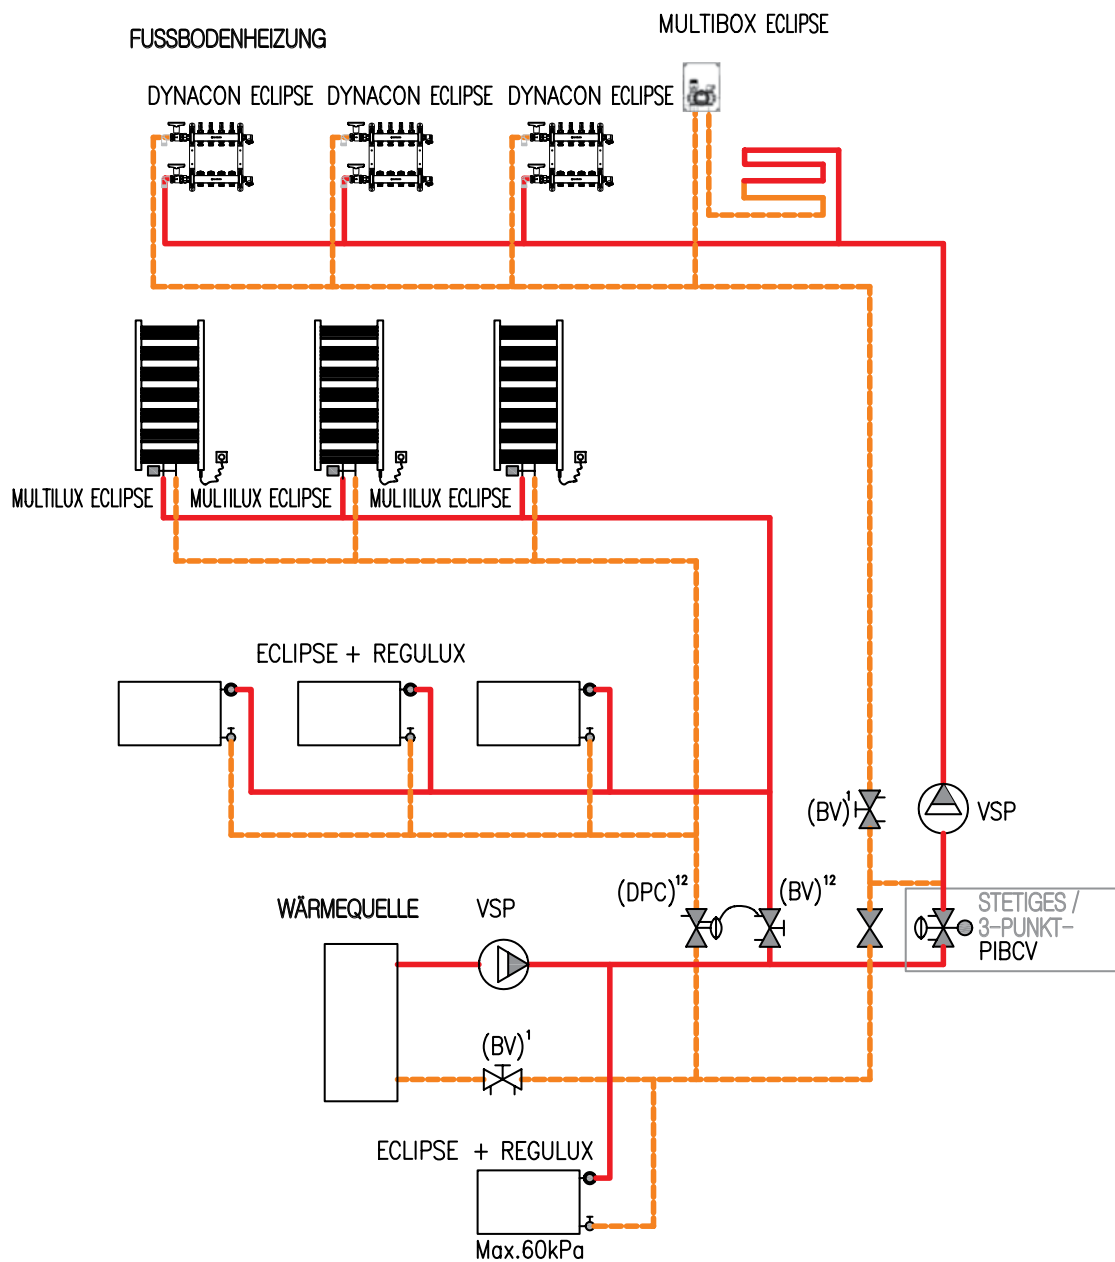 MULTIBOX ECLIPSE
FUSSBODENHEIZUNG
DYNACON ECLIPSE DYNACON ECLIPSE DYNACON ECLIPSE
MULTILUX ECLIPSE MULIILUX ECLIPSE MULIILUX ECLIPSE
ECLIPSE + REGULUX
(BV)¹ VSP
(DPC)¹² (BV)¹²
WÄRMEQUELLE VSP
STETIGES /
3-PUNKT-
PIBCV
(BV)¹
ECLIPSE + REGULUX
Max.60kPa